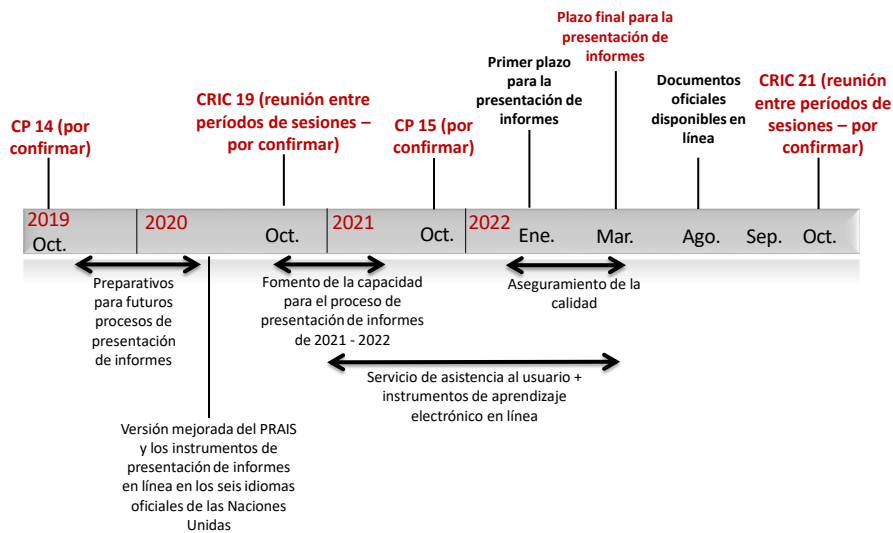 CP 14 (por
confirmar)
CRIC 19 (reunión entre
períodos de sesiones –
por confirmar)
CP 15 (por
confirmar)
Primer plazo
para la
presentación de
informes
Plazo final para la
presentación de
informes
Documentos
oficiales
disponibles en
línea
CRIC 21 (reunión
entre períodos de
sesiones – por
confirmar)
2019
Oct.
2020
Oct.
2021
Oct.
2022
Ene.
Mar.
Ago.
Sep.
Oct.
Preparativos
para futuros
procesos de
presentación
de informes
Fomento de la capacidad
para el proceso de
presentación de informes
de 2021 - 2022
Aseguramiento de la
calidad
Servicio de asistencia al usuario +
instrumentos de aprendizaje
electrónico en línea
Versión mejorada del PRAIS
y los instrumentos de
presentación de informes
en línea en los seis idiomas
oficiales de las Naciones
Unidas